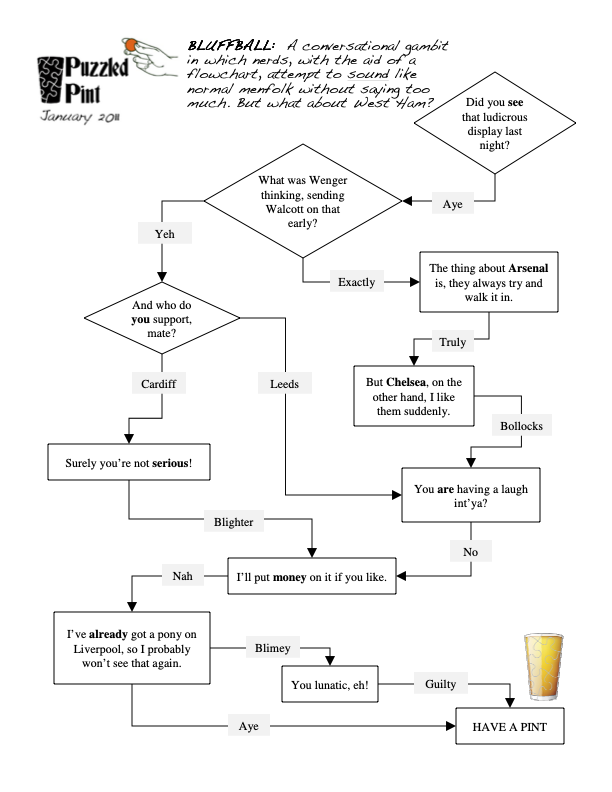 Puzzled
Pint
January 2011
BLUFFBALL: A conversational gambit
in which nerds, with the aid of a
flowchart, attempt to sound like
normal menfolk without saying too
much. But what about West Ham?
Did you see
that ludicrous
display last
night?
Aye
What was Wenger
thinking, sending
Walcott on that
early?
Yeh
Exactly
The thing about Arsenal
is, they always try and
walk it in.
Truly
And who do
you support,
mate?
Cardiff
Leeds
But Chelsea, on the
other hand, I like
them suddenly.
Bollocks
Surely you're not serious!
You are having a laugh
int'ya?
Blighter
No
I'll put money on it if you like.
Nah
I've already got a pony on
Liverpool, so I probably
won't see that again.
Blimey
You lunatic, eh!
Guilty
Aye
HAVE A PINT